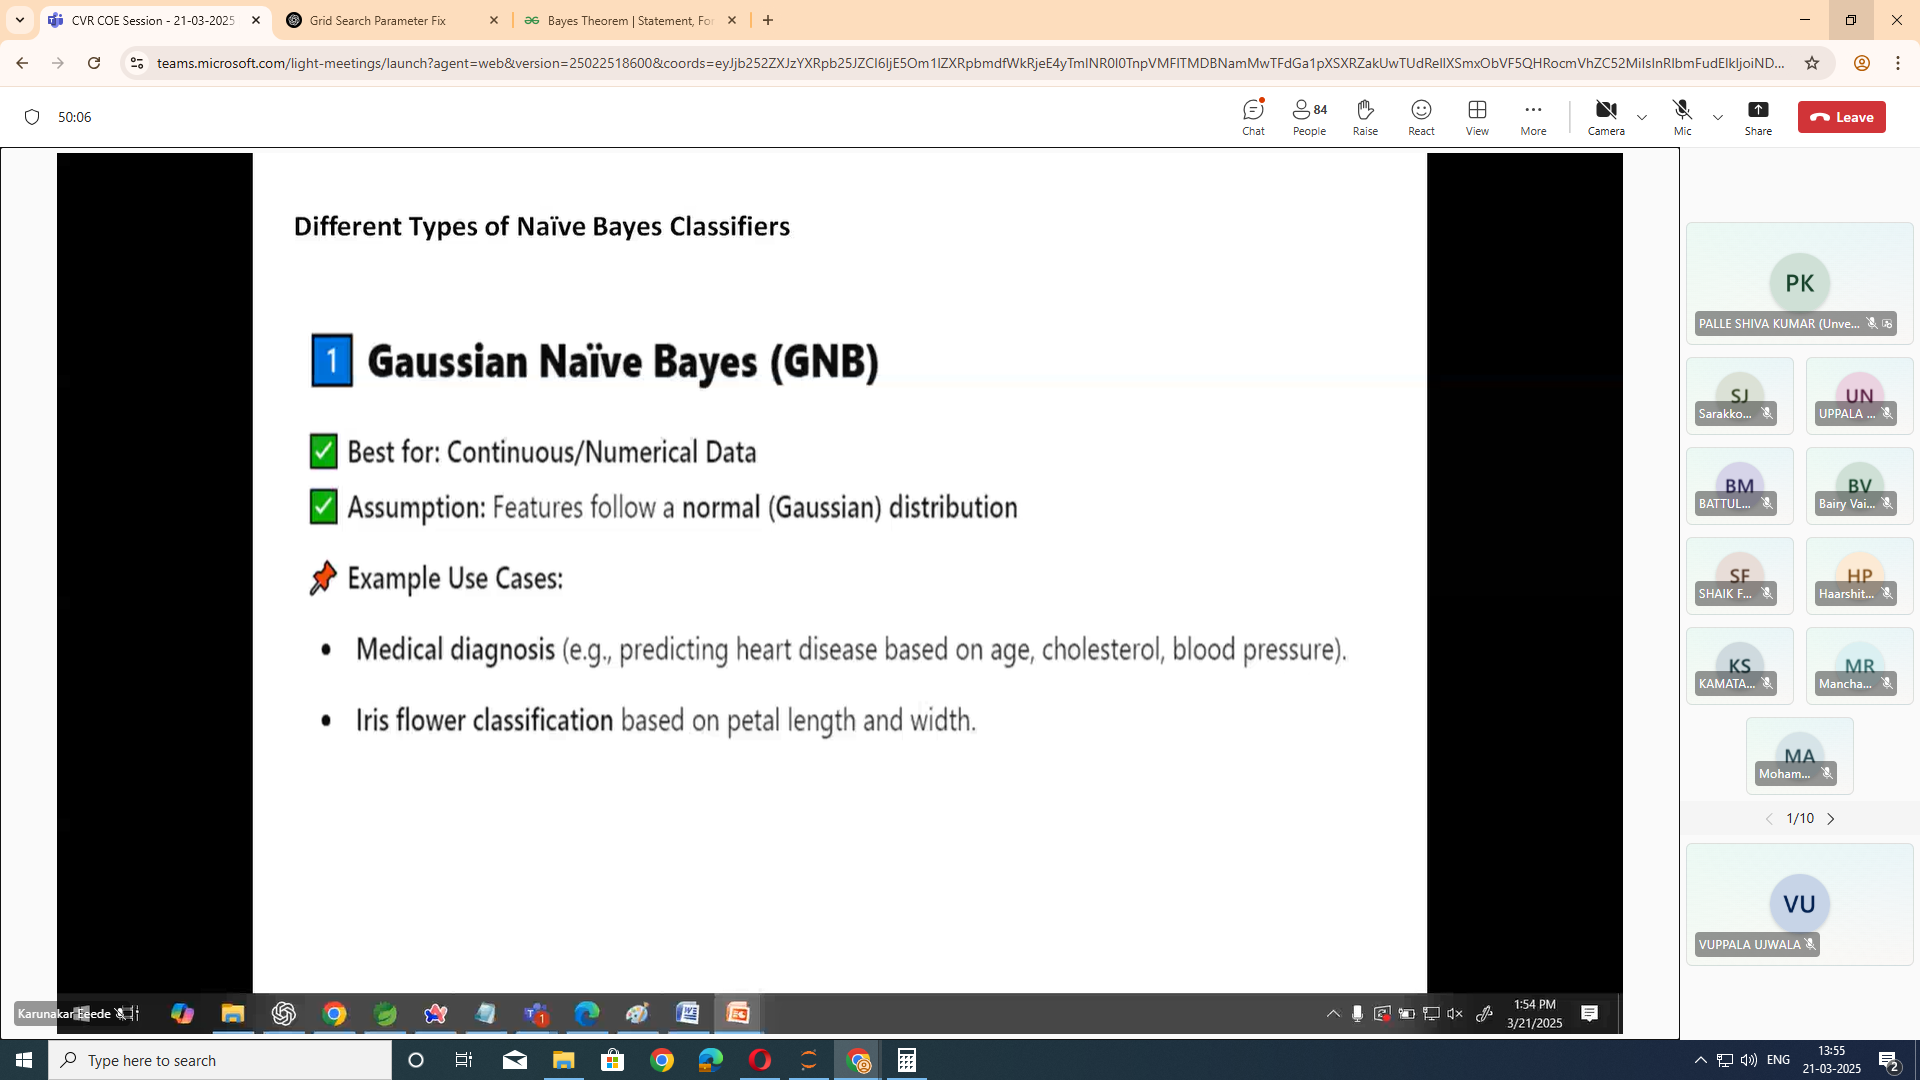 CVR COE Session - 21-03-2025
Grid Search Parameter Fix
Bayes Theorem | Statement, For
teams.microsoft.com/light-meetings/launch?agent=web&version=25022518600&coords=
50:06
Chat
84
People
Raise
React
View
More
Camera
Mic
Share
Leave
Different Types of Naïve Bayes Classifiers
1 Gaussian Naïve Bayes (GNB)
Best for: Continuous/Numerical Data
Assumption: Features follow a normal (Gaussian) distribution
Example Use Cases:
• Medical diagnosis (e.g., predicting heart disease based on age, cholesterol, blood pressure).
• Iris flower classification based on petal length and width.
PK
PALLE SHIVA KUMAR (Unve...
SJ
Sarakko...
UN
UPPALA ...
BM
BATTUL...
BV
Bairy Vai...
SF
SHAIK F...
HP
Haarshit...
KS
KAMATA...
MR
Mancha...
MA
Moham...
1/10
VU
VUPPALA UJWALA
Karunakar Eeede
1:54 PM
3/21/2025
Type here to search
ENG
13:55
21-03-2025
2